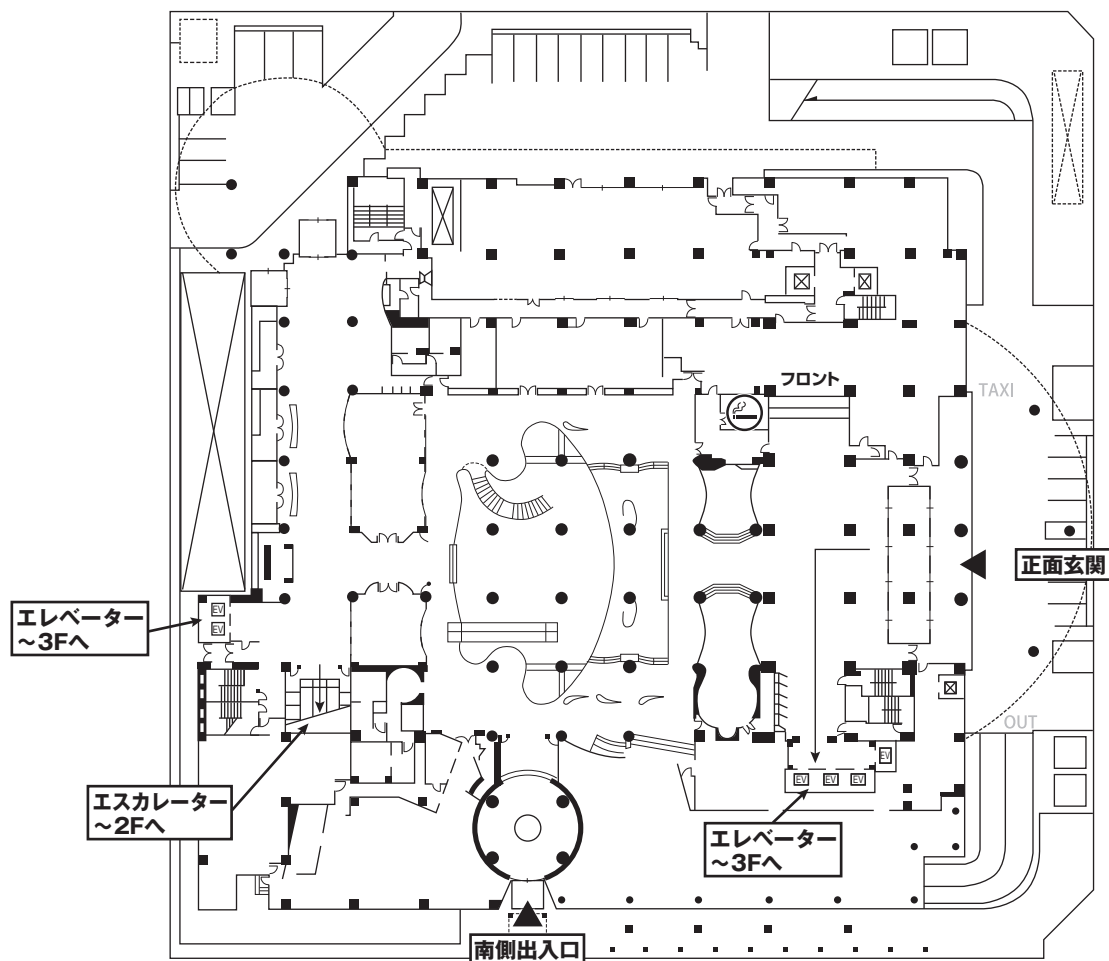 フロント
TAXI
正面玄関
エレベーター
～3Fへ
EV
EV
OUT
EV
エスカレーター
～2Fへ
EV
EV
EV
エレベーター
～3Fへ
南側出入口